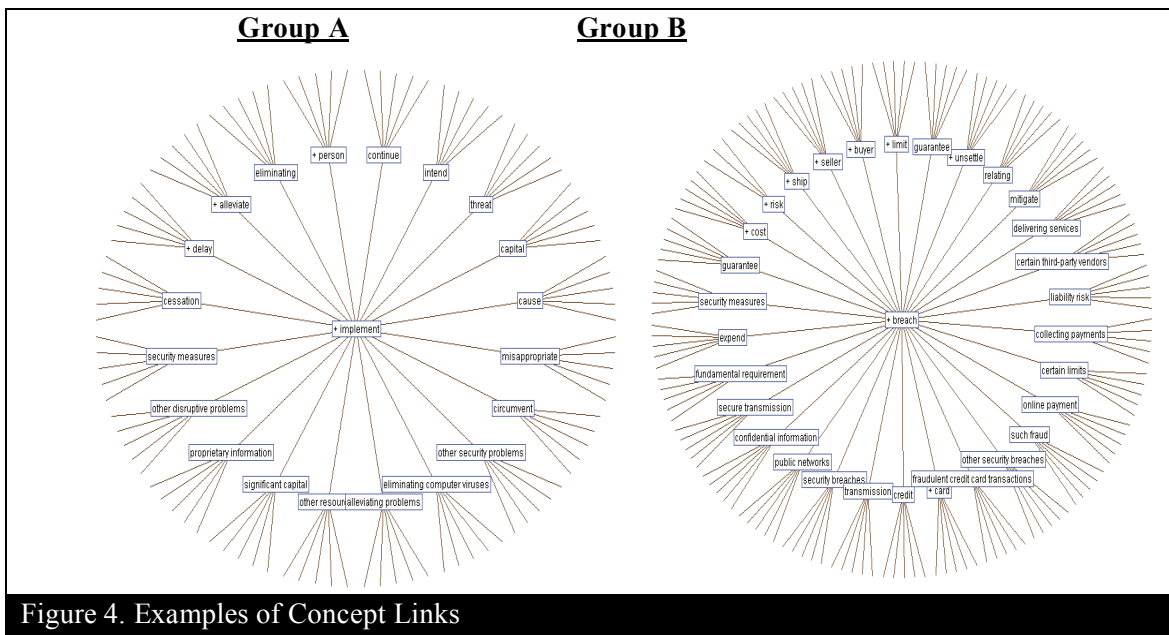 Group A
Group B
+ person
continue
eliminating
intend
+ alleviate
threat
+ delay
capital
cessation
cause
+ implement
security measures
misappropriate
other disruptive problems
circumvent
proprietary information
other security problems
significant capital
eliminating computer viruses
other resour
alleviating problems
+ limit
+ buyer
guarantee
+ seller
+ unsettle
+ ship
relating
+ risk
mitigate
+ cost
delivering services
guarantee
certain third-party vendors
security measures
liability risk
+ breach
expend
collecting payments
fundamental requirement
certain limits
secure transmission
online payment
confidential information
such fraud
public networks
other security breaches
security breaches
fraudulent credit card transactions
transmission
credit
+ card
Figure 4. Examples of Concept Links